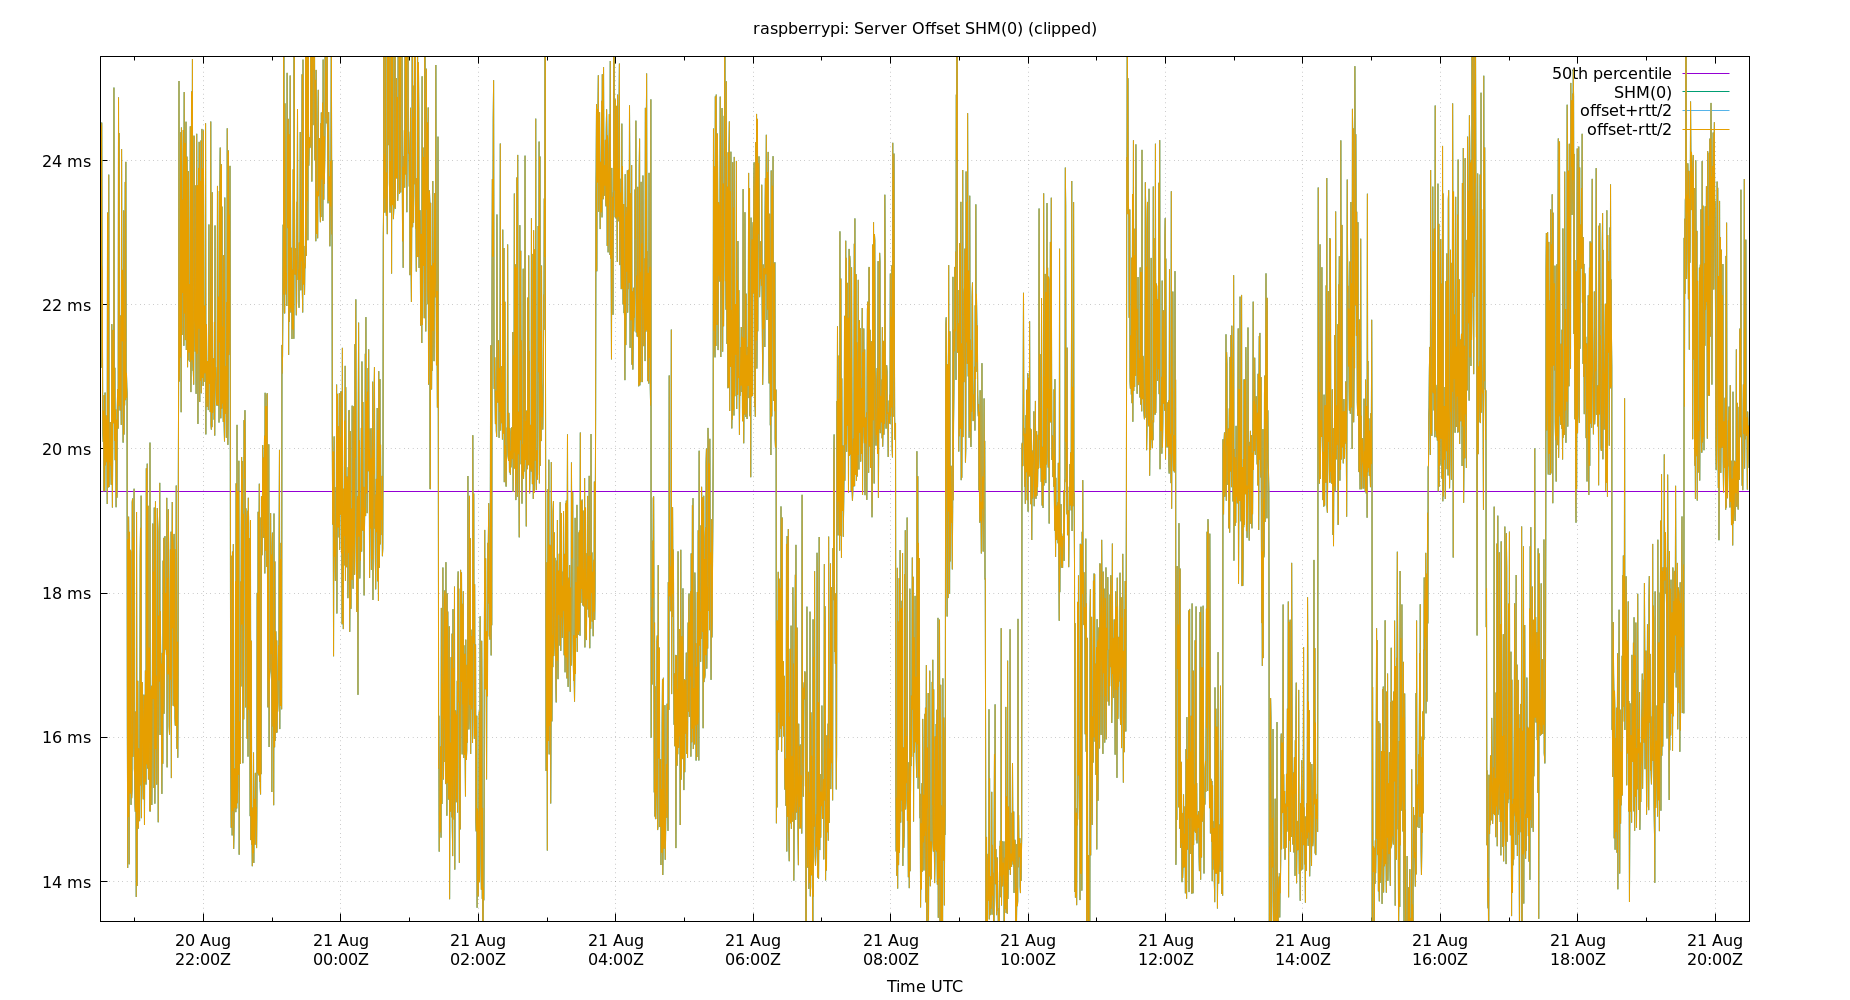 raspberrypi: Server Offset SHM(0) (clipped)
50th percentile
SHM(0)
offset+rtt/2
offset-rtt/2
24 ms
22 ms
20 ms
18 ms
16 ms
14 ms
20 Aug 21 Aug 21 Aug 21 Aug 21 Aug 21 Aug 21 Aug 21 Aug 21 Aug 21 Aug 21 Aug 21 Aug
22:00Z 00:00Z 02:00Z 04:00Z 06:00Z 08:00Z 10:00Z 12:00Z 14:00Z 16:00Z 18:00Z 20:00Z
Time UTC